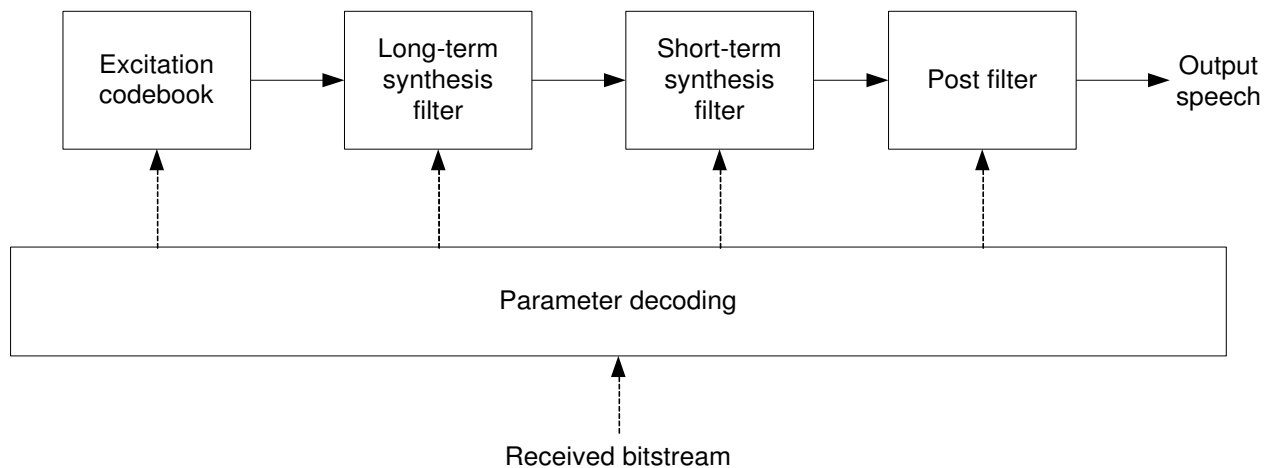 Excitation
codebook
Long-term
synthesis
filter
Short-term
synthesis
filter
Post filter
Output
speech
Parameter decoding
Received bitstream